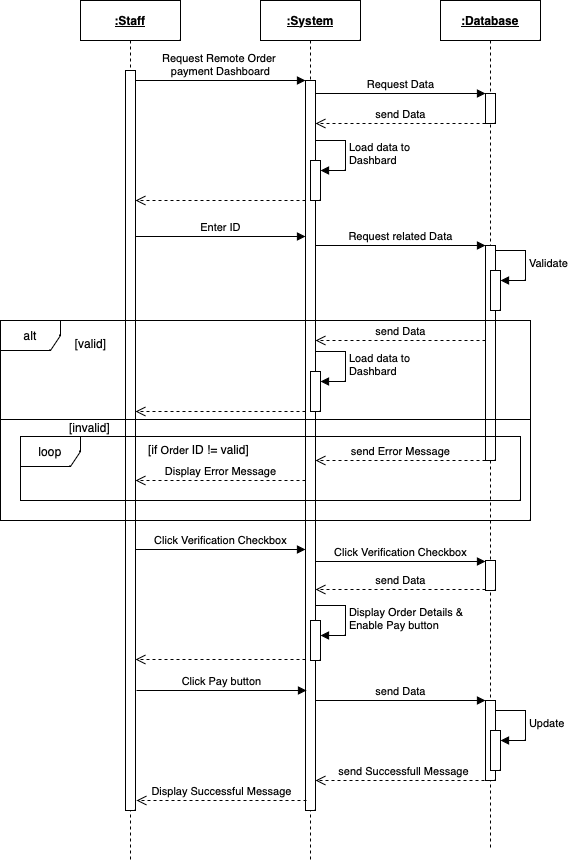 :Staff
:System
:Database
Request Remote Order
payment Dashboard
Request Data
send Data
Load data to
Dashbard
Enter ID
Request related Data
Validate
alt
[valid]
send Data
Load data to
Dashbard
[invalid]
loop
[if Order ID != valid]
send Error Message
Display Error Message
Click Verification Checkbox
Click Verification Checkbox
send Data
Display Order Details &
Enable Pay button
Click Pay button
send Data
Update
send Successfull Message
Display Successful Message